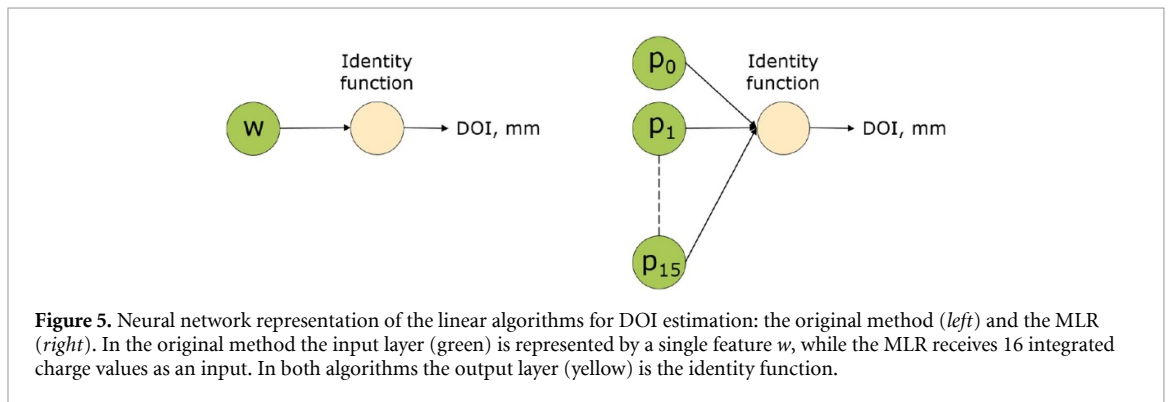 Identity
function
w
DOI, mm
p0
Identity
function
p1
DOI, mm
p15
Figure 5. Neural network representation of the linear algorithms for DOI estimation: the original method (left) and the MLR
(right). In the original method the input layer (green) is represented by a single feature w, while the MLR receives 16 integrated
charge values as an input. In both algorithms the output layer (yellow) is the identity function.